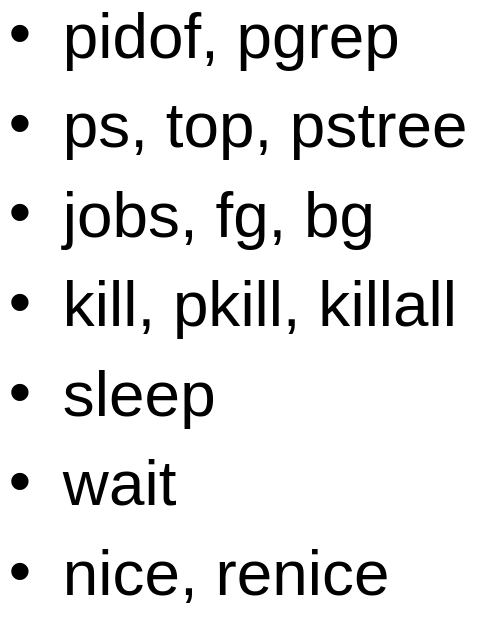 • pidof, pgrep
• ps, top, pstree
• jobs, fg, bg
• kill, pkill, killall
• sleep
• wait
• nice, renice